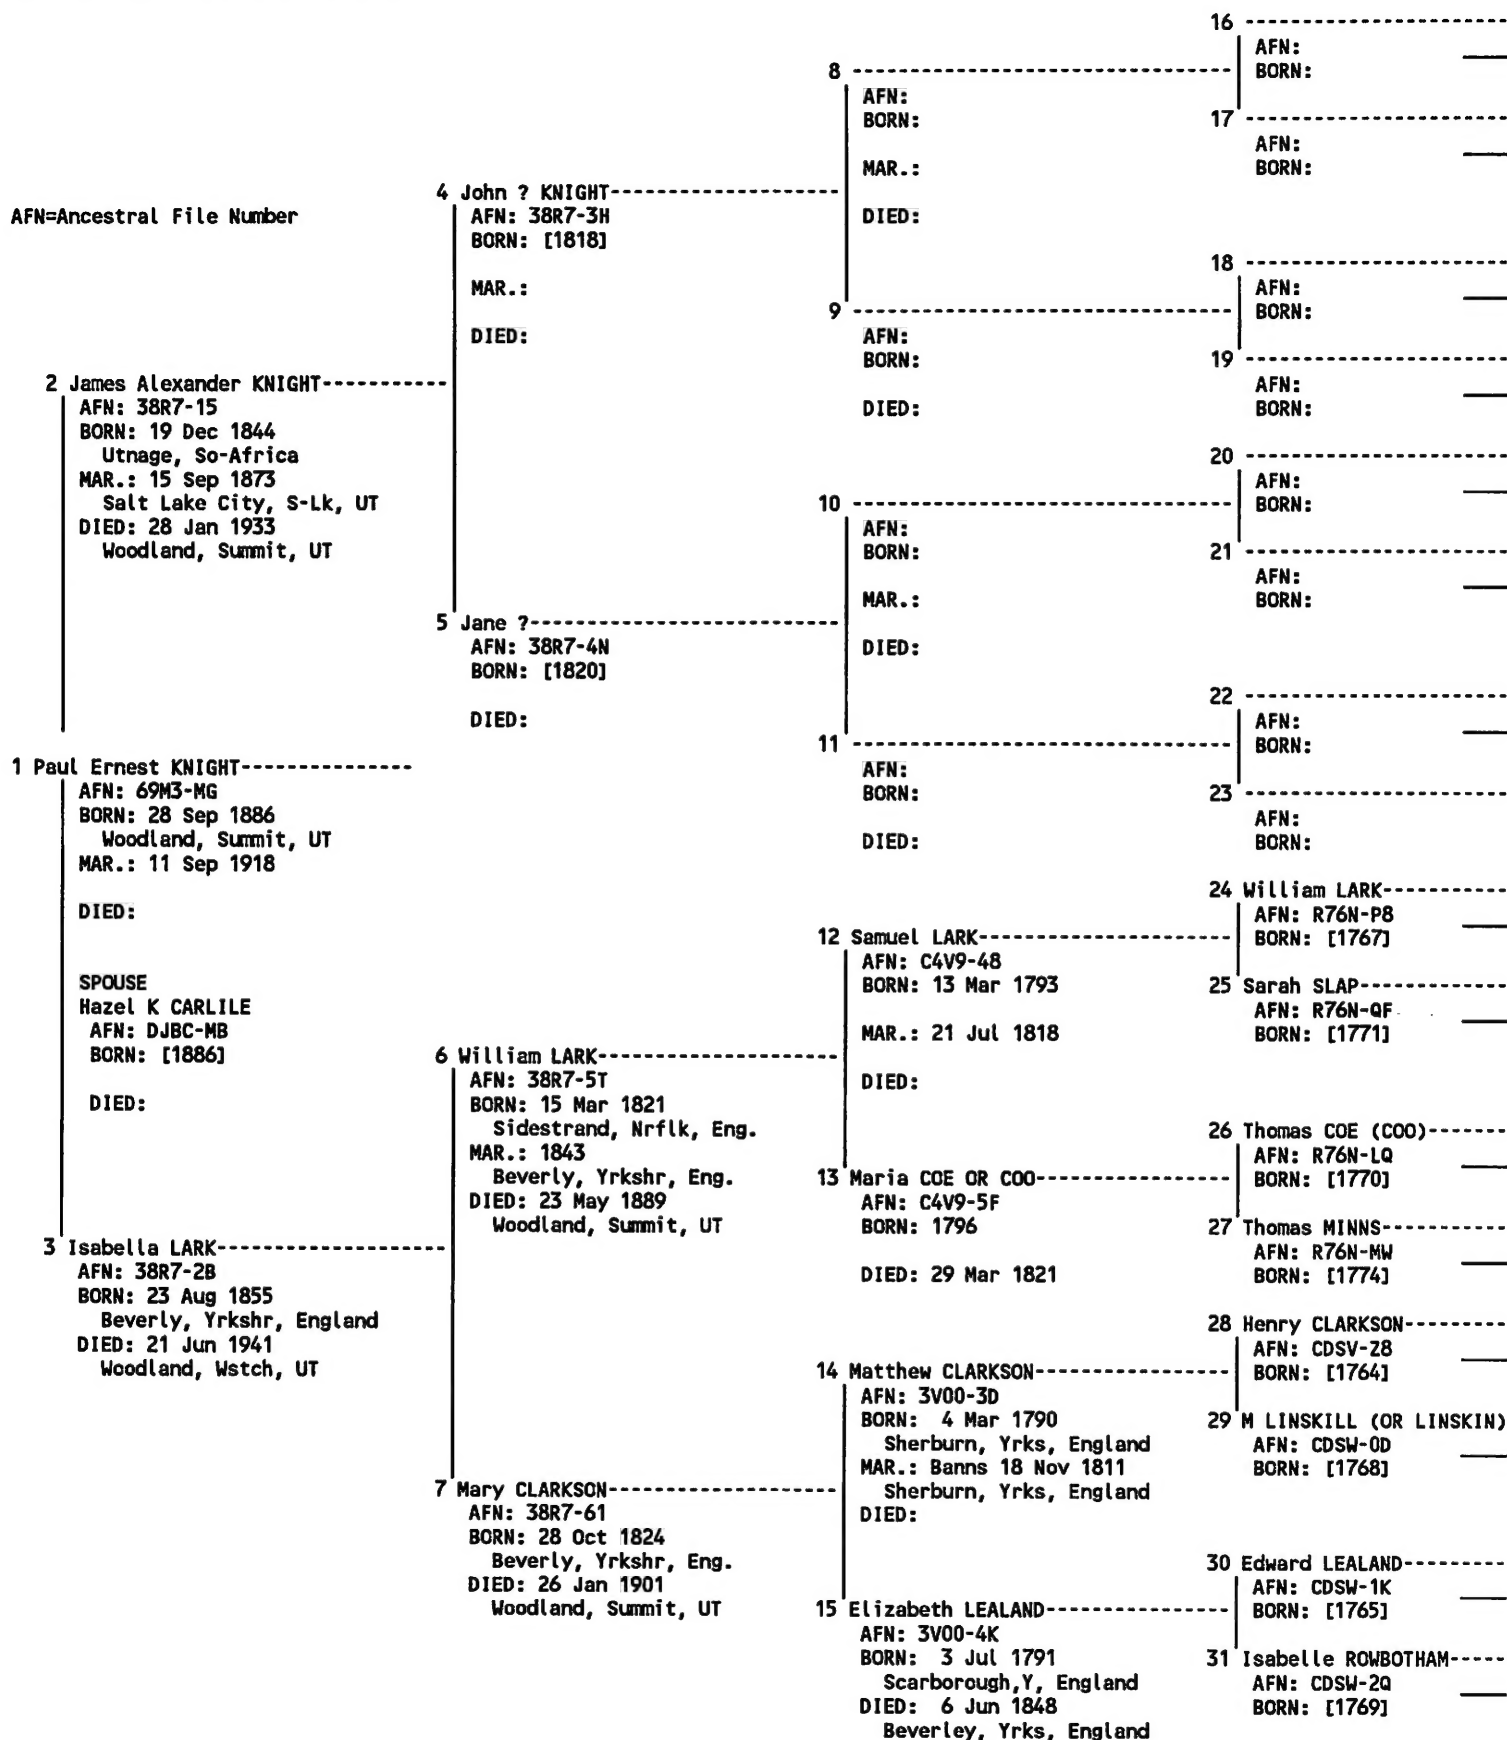 AFN=Ancestral File Number
1 Paul Ernest KNIGHT---------------
AFN: 69M3-MG
BORN: 28 Sep 1886
Woodland, Summit, UT
MAR.: 11 Sep 1918
DIED:
SPOUSE
Hazel K CARLILE
AFN: DJBC-MB
BORN: [1886]
DIED:
2 James Alexander KNIGHT-----------
AFN: 38R7-15
BORN: 19 Dec 1844
Utnage, So-Africa
MAR.: 15 Sep 1873
Salt Lake City, S-Lk, UT
DIED: 28 Jan 1933
Woodland, Summit, UT
3 Isabella LARK--------------------
AFN: 38R7-2B
BORN: 23 Aug 1855
Beverly, Yrkshr, England
DIED: 21 Jun 1941
Woodland, Wstch, UT
4 John ? KNIGHT--------------------
AFN: 38R7-3H
BORN: [1818]
MAR.:
DIED:
5 Jane ?---------------------------
AFN: 38R7-4N
BORN: [1820]
DIED:
6 William LARK---------------------
AFN: 38R7-5T
BORN: 15 Mar 1821
Sidestrand, Nrflk, Eng.
MAR.: 1843
Beverly, Yrkshr, Eng.
DIED: 23 May 1889
Woodland, Summit, UT
7 Mary CLARKSON--------------------
AFN: 38R7-61
BORN: 28 Oct 1824
Beverly, Yrkshr, Eng.
DIED: 26 Jan 1901
Woodland, Summit, UT
8 ---------------------------------
AFN:
BORN:
MAR.:
DIED:
9 ---------------------------------
AFN:
BORN:
DIED:
10 ---------------------------------
AFN:
BORN:
MAR.:
DIED:
11 ---------------------------------
AFN:
BORN:
DIED:
12 Samuel LARK----------------------
AFN: C4V9-48
BORN: 13 Mar 1793
MAR.: 21 Jul 1818
DIED:
13 Maria COE OR COO-----------------
AFN: C4V9-5F
BORN: 1796
DIED: 29 Mar 1821
14 Matthew CLARKSON-----------------
AFN: 3V00-3D
BORN: 4 Mar 1790
Sherburn, Yrks, England
MAR.: Banns 18 Nov 1811
Sherburn, Yrks, England
DIED:
15 Elizabeth LEALAND----------------
AFN: 3V00-4K
BORN: 3 Jul 1791
Scarborough,Y, England
DIED: 6 Jun 1848
Beverley, Yrks, England
16 -----------------------
AFN:
BORN:
17 -----------------------
AFN:
BORN:
18 -----------------------
AFN:
BORN:
19 -----------------------
AFN:
BORN:
20 -----------------------
AFN:
BORN:
21 -----------------------
AFN:
BORN:
22 -----------------------
AFN:
BORN:
23 -----------------------
AFN:
BORN:
24 William LARK-----------
AFN: R76N-P8
BORN: [1767]
25 Sarah SLAP-------------
AFN: R76N-QF
BORN: [1771]
26 Thomas COE (COO)-------
AFN: R76N-LQ
BORN: [1770]
27 Thomas MINNS-----------
AFN: R76N-MW
BORN: [1774]
28 Henry CLARKSON---------
AFN: CDSV-Z8
BORN: [1764]
29 M LINSKILL (OR LINSKIN)
AFN: CDSW-0D
BORN: [1768]
30 Edward LEALAND---------
AFN: CDSW-1K
BORN: [1765]
31 Isabelle ROWBOTHAM-----
AFN: CDSW-2Q
BORN: [1769]